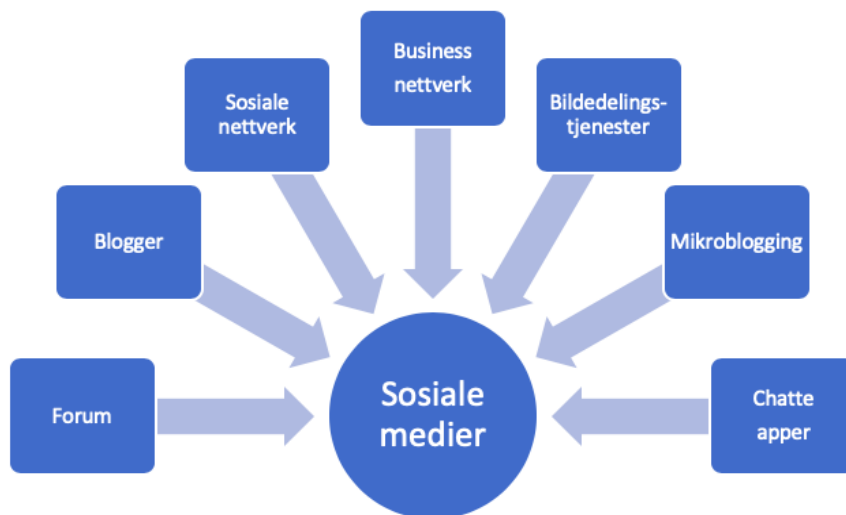 Business
nettverk
Sosiale
nettverk
Bildedelings-
tjenester
Blogger
Mikroblogging
Forum
Sosiale
medier
Chatte
apper